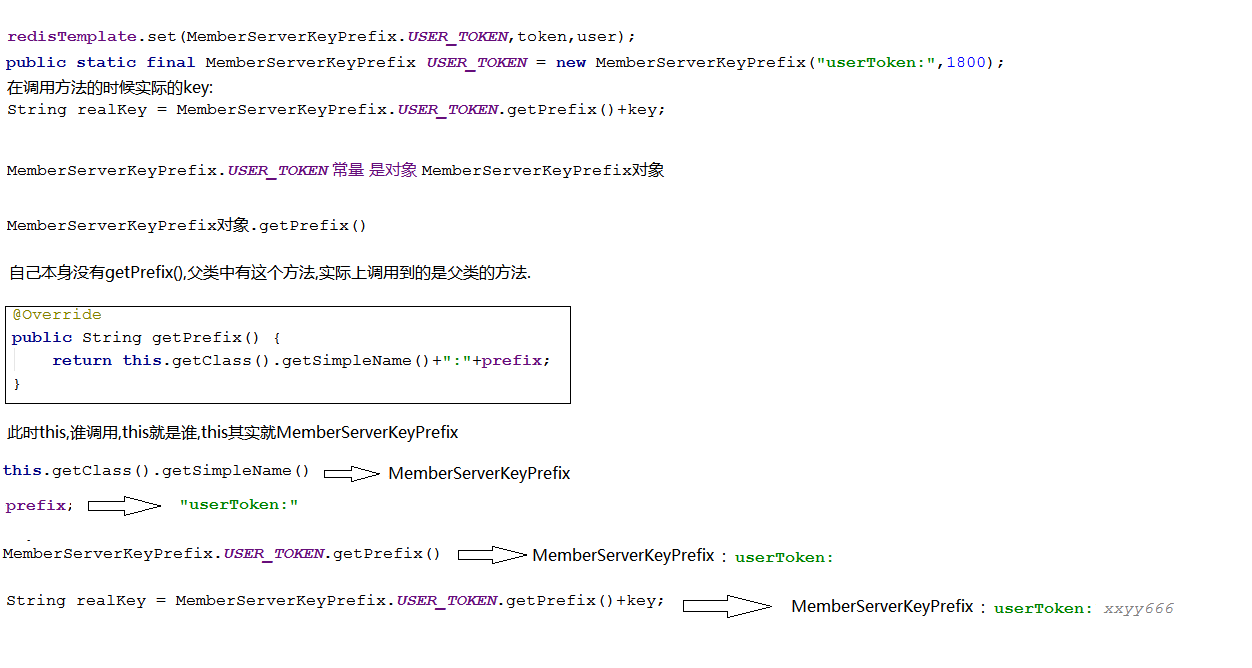 redisTemplate.set(MemberServerKeyPrefix.USER_TOKEN,token,user);
public static final MemberServerKeyPrefix USER_TOKEN = new MemberServerKeyPrefix("userToken:",1800);
在调用方法的时候实际的key:
String realKey = MemberServerKeyPrefix.USER_TOKEN.getPrefix()+key;
MemberServerKeyPrefix.USER_TOKEN 常量 是对象 MemberServerKeyPrefix对象
MemberServerKeyPrefix对象.getPrefix()
自己本身没有getPrefix(),父类中有这个方法,实际上调用到的是父类的方法.
@Override
public String getPrefix() {
return this.getClass().getSimpleName()+":"+prefix;
}
此时this,谁调用,this就是谁,this其实就MemberServerKeyPrefix
this.getClass().getSimpleName() MemberServerKeyPrefix
prefix; "userToken:"
MemberServerKeyPrefix.USER_TOKEN.getPrefix() MemberServerKeyPrefix : userToken:
String realKey = MemberServerKeyPrefix.USER_TOKEN.getPrefix()+key; MemberServerKeyPrefix : userToken: xxyy666